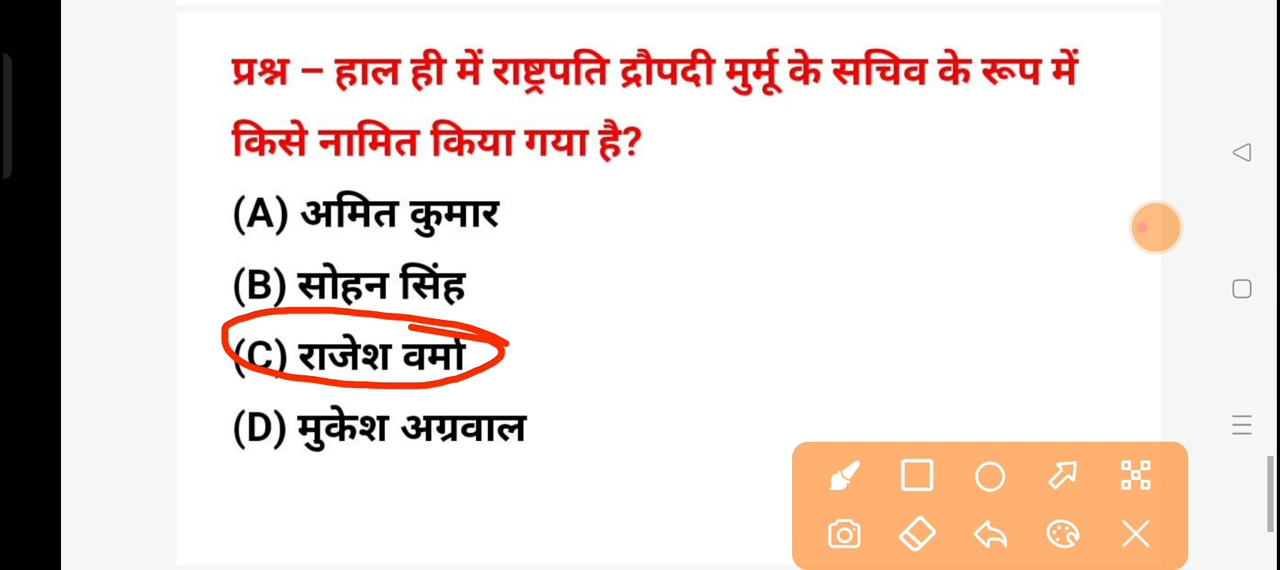 प्रश्न – हाल ही में राष्ट्रपति द्रौपदी मुर्मू के सचिव के रूप में
किसे नामित किया गया है?
(A) अमित कुमार
(B) सोहन सिंह
(C) राजेश वर्मा
(D) मुकेश अग्रवाल